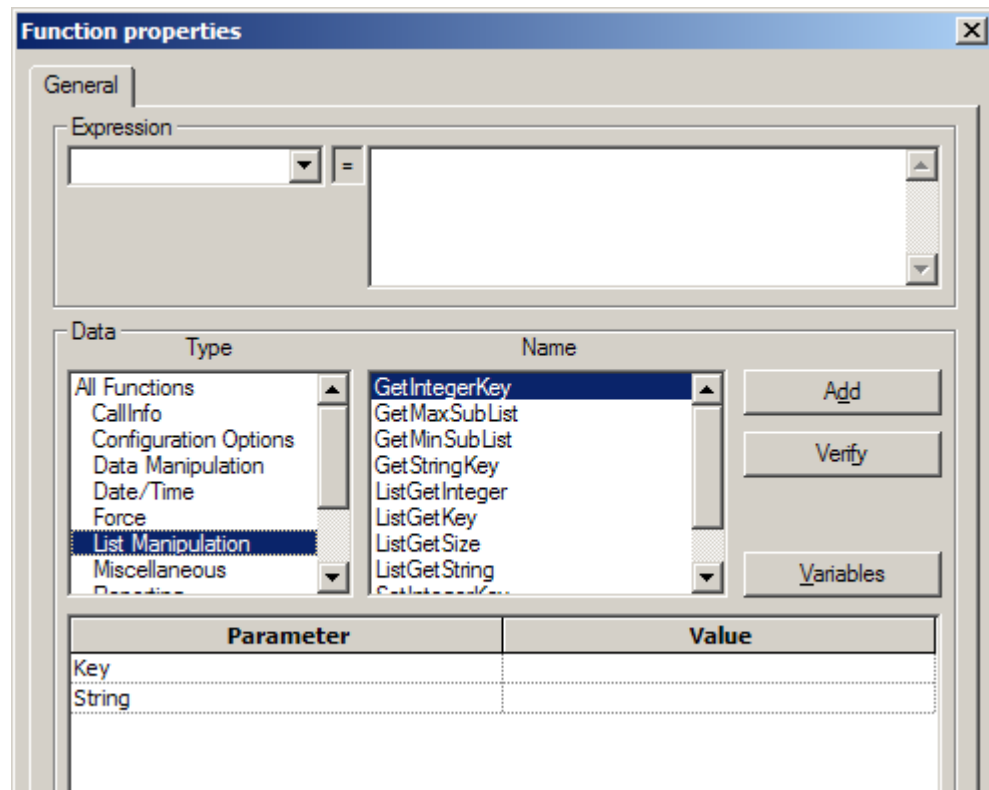 Function properties
General
Expression
=
Data
Type
Name
All Functions
CallInfo
Configuration Options
Data Manipulation
Date/Time
Force
List Manipulation
Miscellaneous
GetIntegerKey
GetMaxSubList
GetMinSubList
GetStringKey
ListGetInteger
ListGetKey
ListGetSize
ListGetString
Add
Verify
Variables
Parameter Value
Key
String